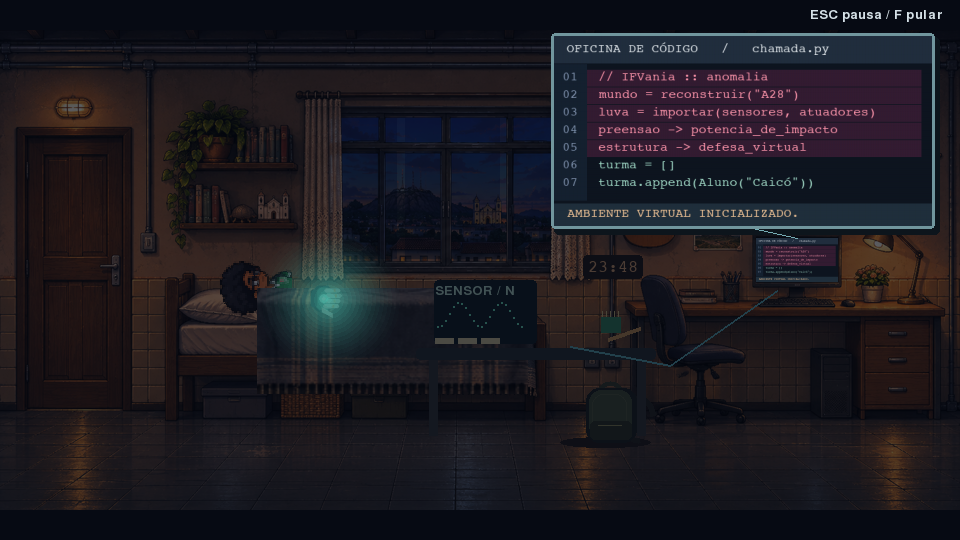 ESC pausa / F pular
OFICINA DE CÓDIGO / chamada.py
01 // IFVania :: anomalia
02 mundo = reconstruir("A28")
03 luva = importar(sensores, atuadores)
04 preensao -> potencia_de_impacto
05 estrutura -> defesa_virtual
06 turma = []
07 turma.append(Aluno("Caicó"))
AMBIENTE VIRTUAL INICIALIZADO.
23:48
SENSOR / N